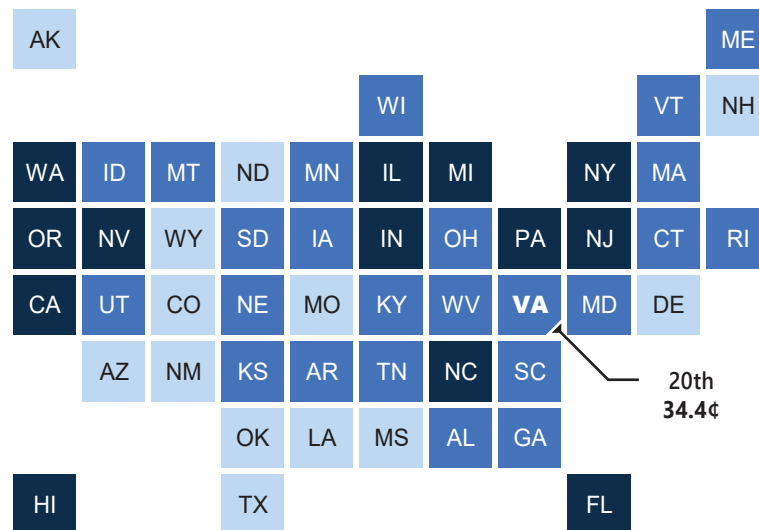 AK ME
WI VT NH
WA ID MT ND MN IL MI NY MA
OR NV WY SD IA IN OH PA NJ CT RI
CA UT CO NE MO KY WV VA MD DE
AZ NM KS AR TN NC SC
20th
34.4¢
OK LA MS AL GA
HI TX FL